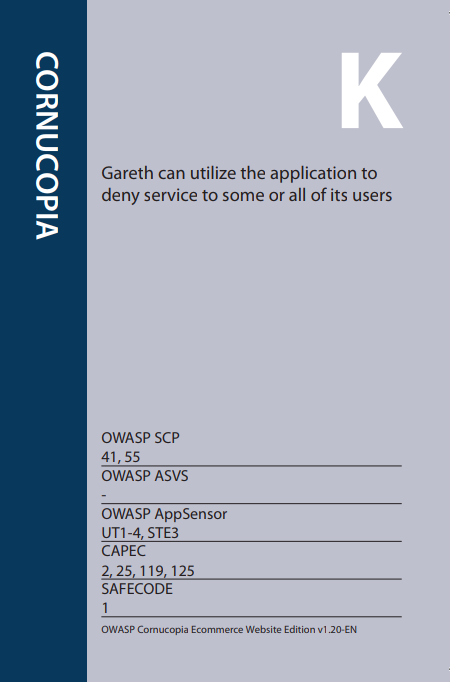 CORNUCOPIA
K
Gareth can utilize the application to
deny service to some or all of its users
OWASP SCP
41, 55
OWASP ASVS
-
OWASP AppSensor
UT1-4, STE3
CAPEC
2, 25, 119, 125
SAFECODE
1
OWASP Cornucopia Ecommerce Website Edition v1.20-EN